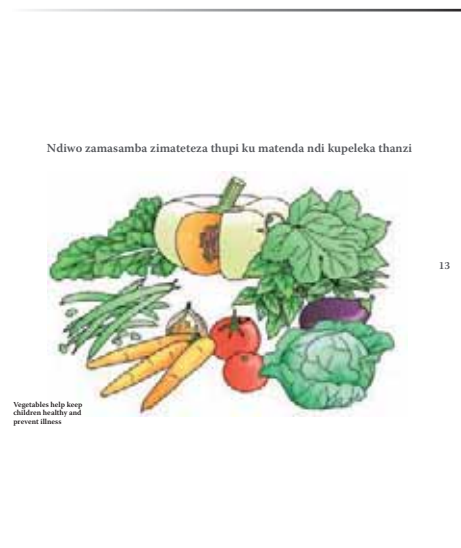 Ndiwo zamasamba zimateteza thupi ku matenda ndi kupeleka thanzi
13
Vegetables help keep
children healthy and
prevent illness